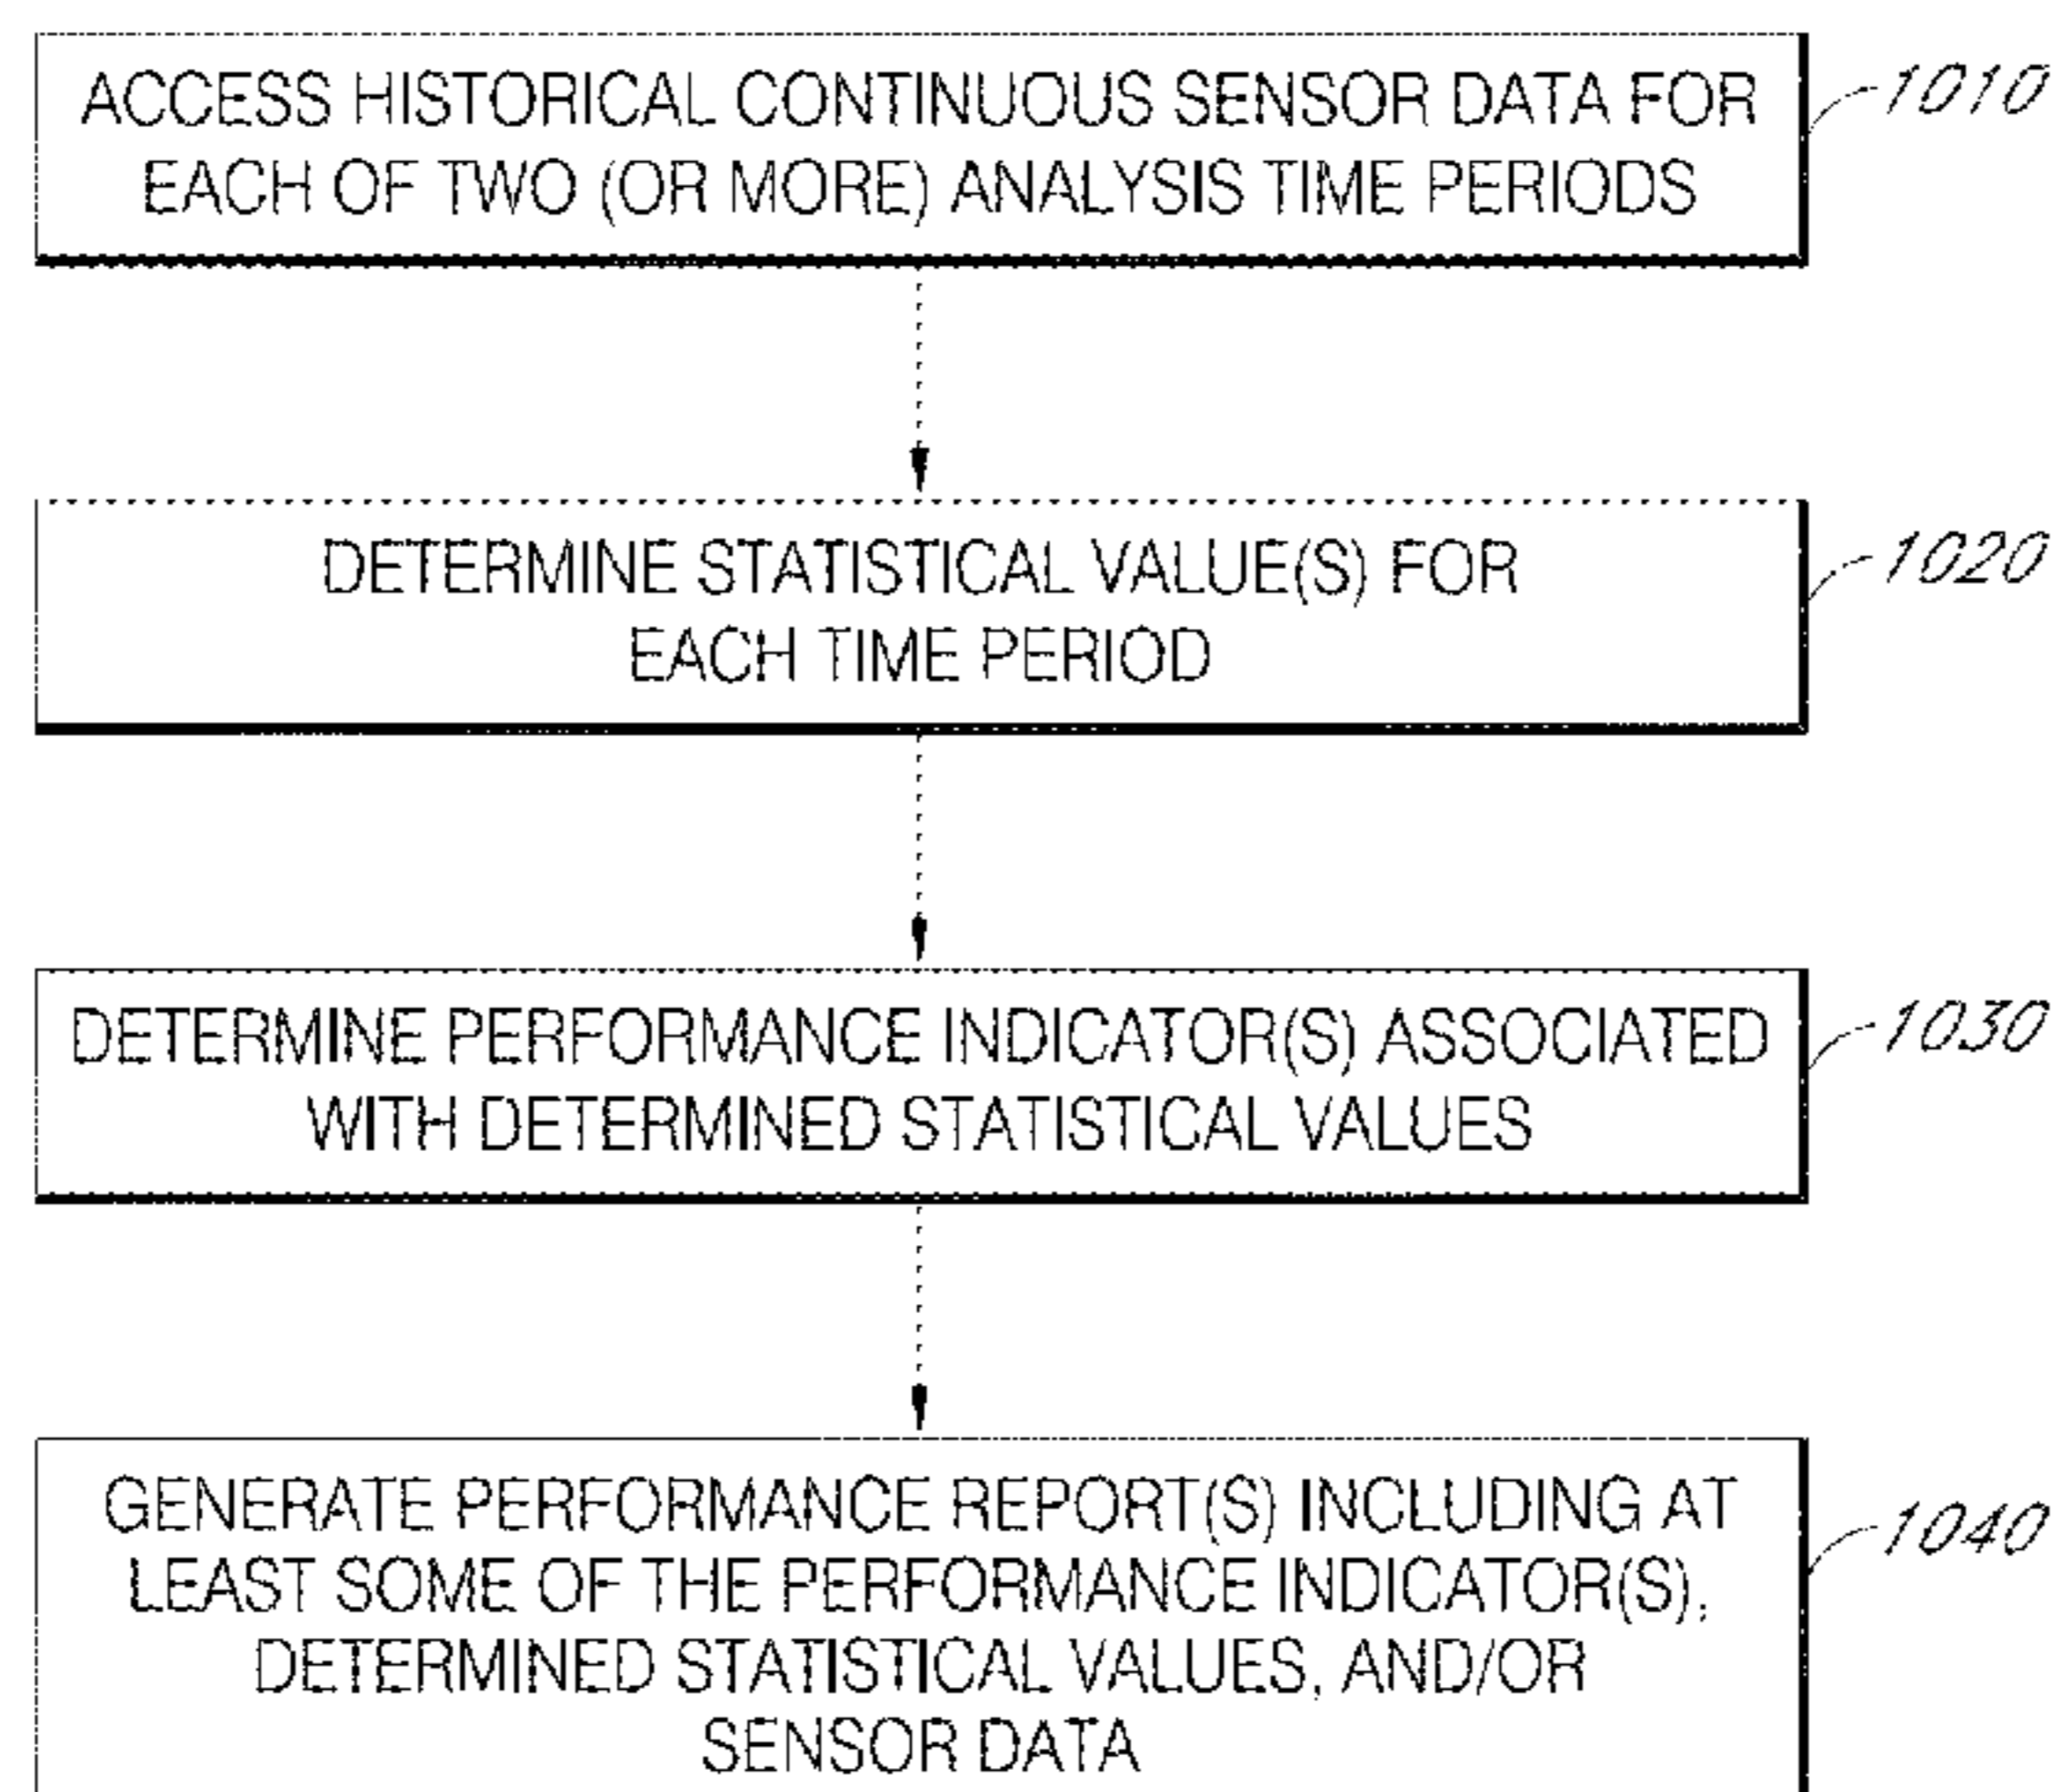 ACCESS HISTORICAL CONTINUOUS SENSOR DATA FOR
EACH OF TWO (OR MORE) ANALYSIS TIME PERIODS
1010
DETERMINE STATISTICAL VALUE(S) FOR
EACH TIME PERIOD
1020
DETERMINE PERFORMANCE INDICATOR(S) ASSOCIATED
WITH DETERMINED STATISTICAL VALUES
1030
GENERATE PERFORMANCE REPORT(S) INCLUDING AT
LEAST SOME OF THE PERFORMANCE INDICATOR(S),
DETERMINED STATISTICAL VALUES, AND/OR
SENSOR DATA
1040